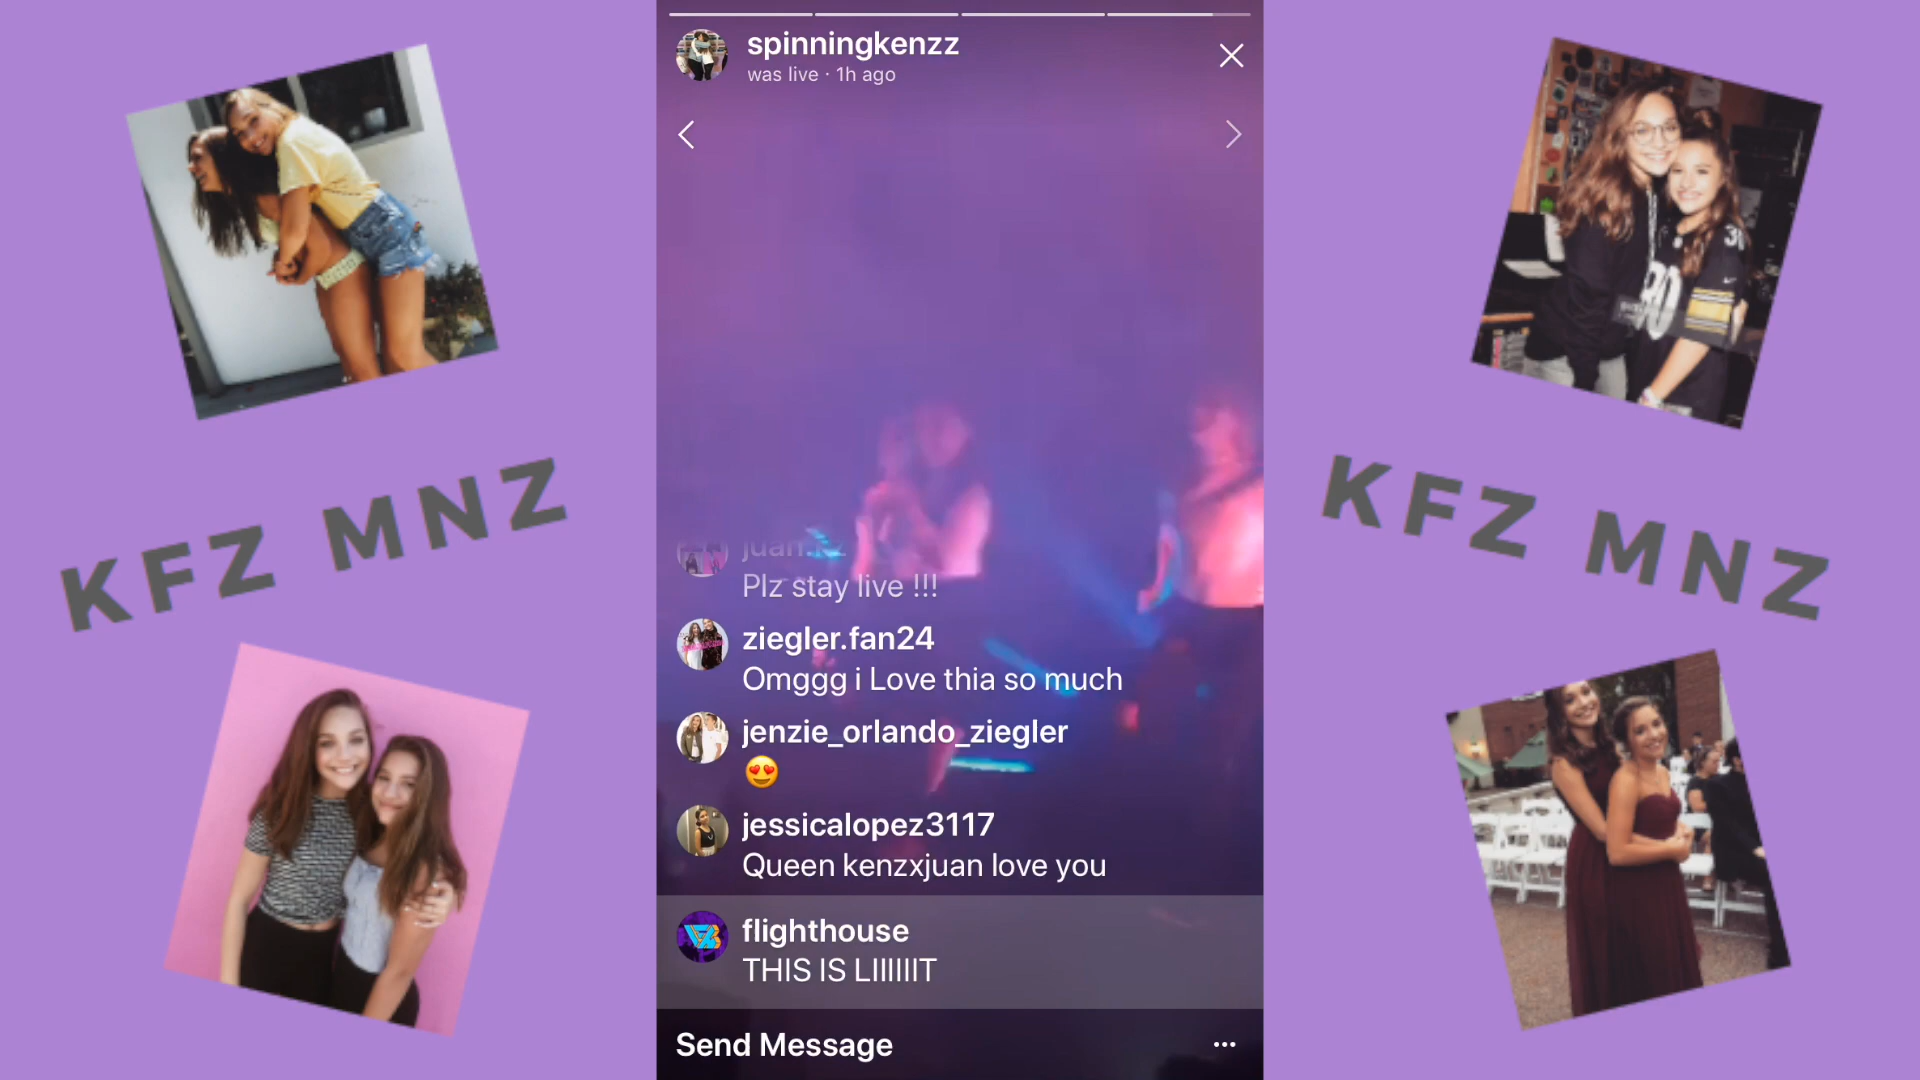 spinningkenzz
was live · 1h ago
KFZ MNZ
KFZ MNZ
Plz stay live !!!
ziegler.fan24
Omggg i Love thia so much
jenzie_orlando_ziegler
😍
jessicalopez3117
Queen kenzxjuan love you
flighthouse
THIS IS LIIIIIIT
Send Message